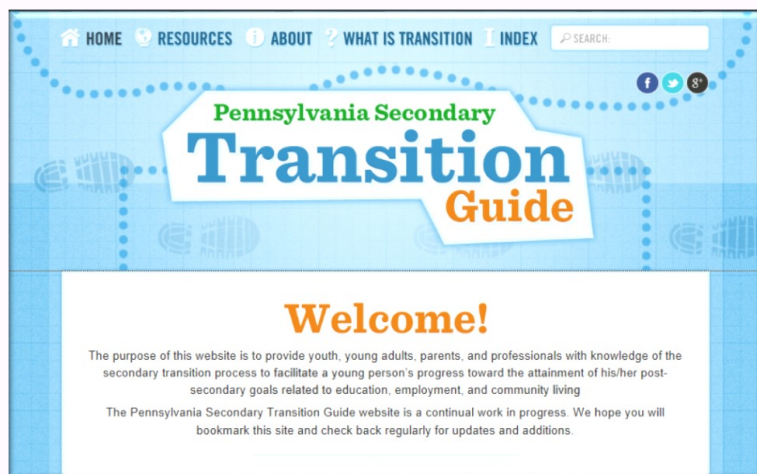 HOME RESOURCES ABOUT WHAT IS TRANSITION INDEX SEARCH:
f 8+
Pennsylvania Secondary
Transition
Guide
Welcome!
The purpose of this website is to provide youth, young adults, parents, and professionals with knowledge of the
secondary transition process to facilitate a young person's progress toward the attainment of his/her post-
secondary goals related to education, employment, and community living
The Pennsylvania Secondary Transition Guide website is a continual work in progress. We hope you will
bookmark this site and check back regularly for updates and additions.